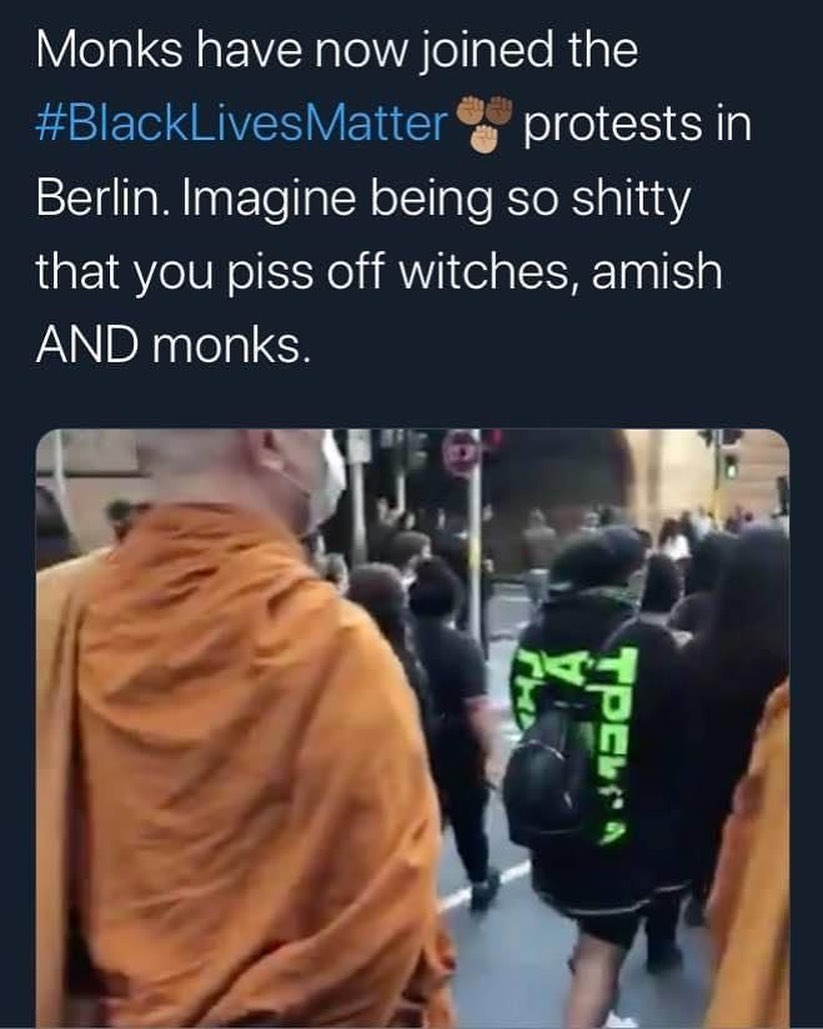 Monks have now joined the
#BlackLivesMatter✊🏾✊🏿✊🏼 protests in
Berlin. Imagine being so shitty
that you piss off witches, amish
AND monks.